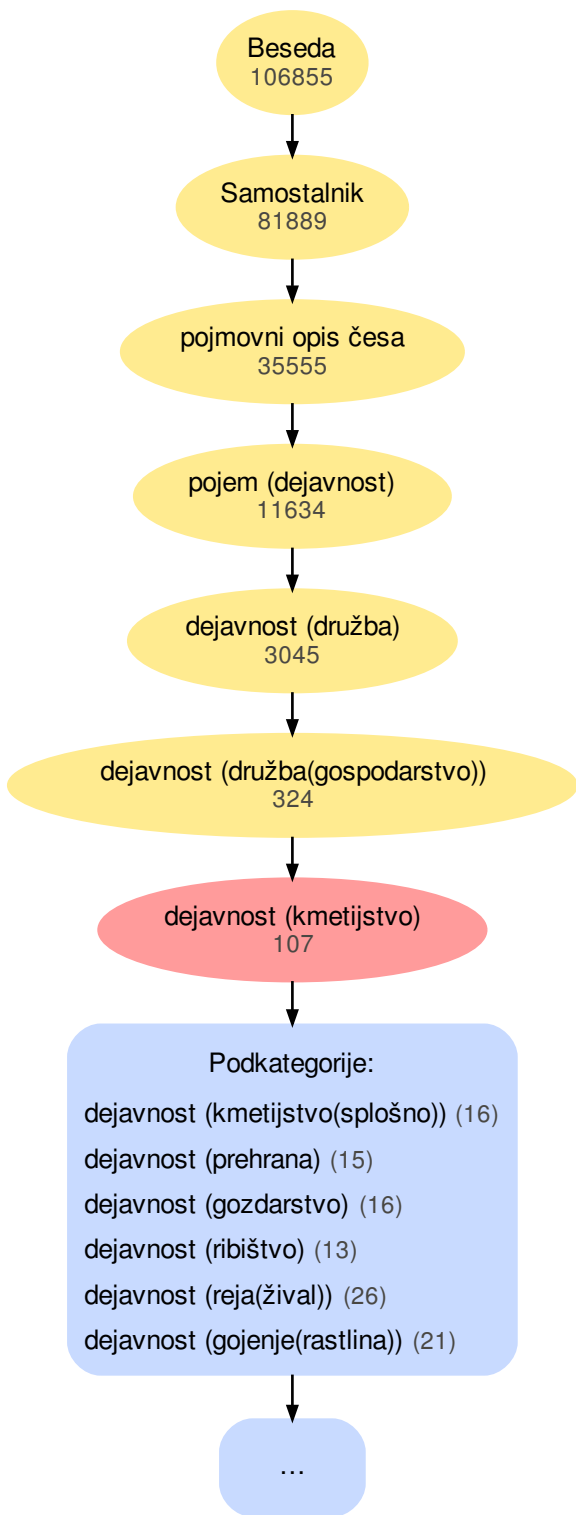 Beseda
106855
Samostalnik
81889
pojmovni opis česa
35555
pojem (dejavnost)
11634
dejavnost (družba)
3045
dejavnost (družba(gospodarstvo))
324
dejavnost (kmetijstvo)
107
Podkategorije:
dejavnost (kmetijstvo(splošno)) (16)
dejavnost (prehrana) (15)
dejavnost (gozdarstvo) (16)
dejavnost (ribištvo) (13)
dejavnost (reja(žival)) (26)
dejavnost (gojenje(rastlina)) (21)
...